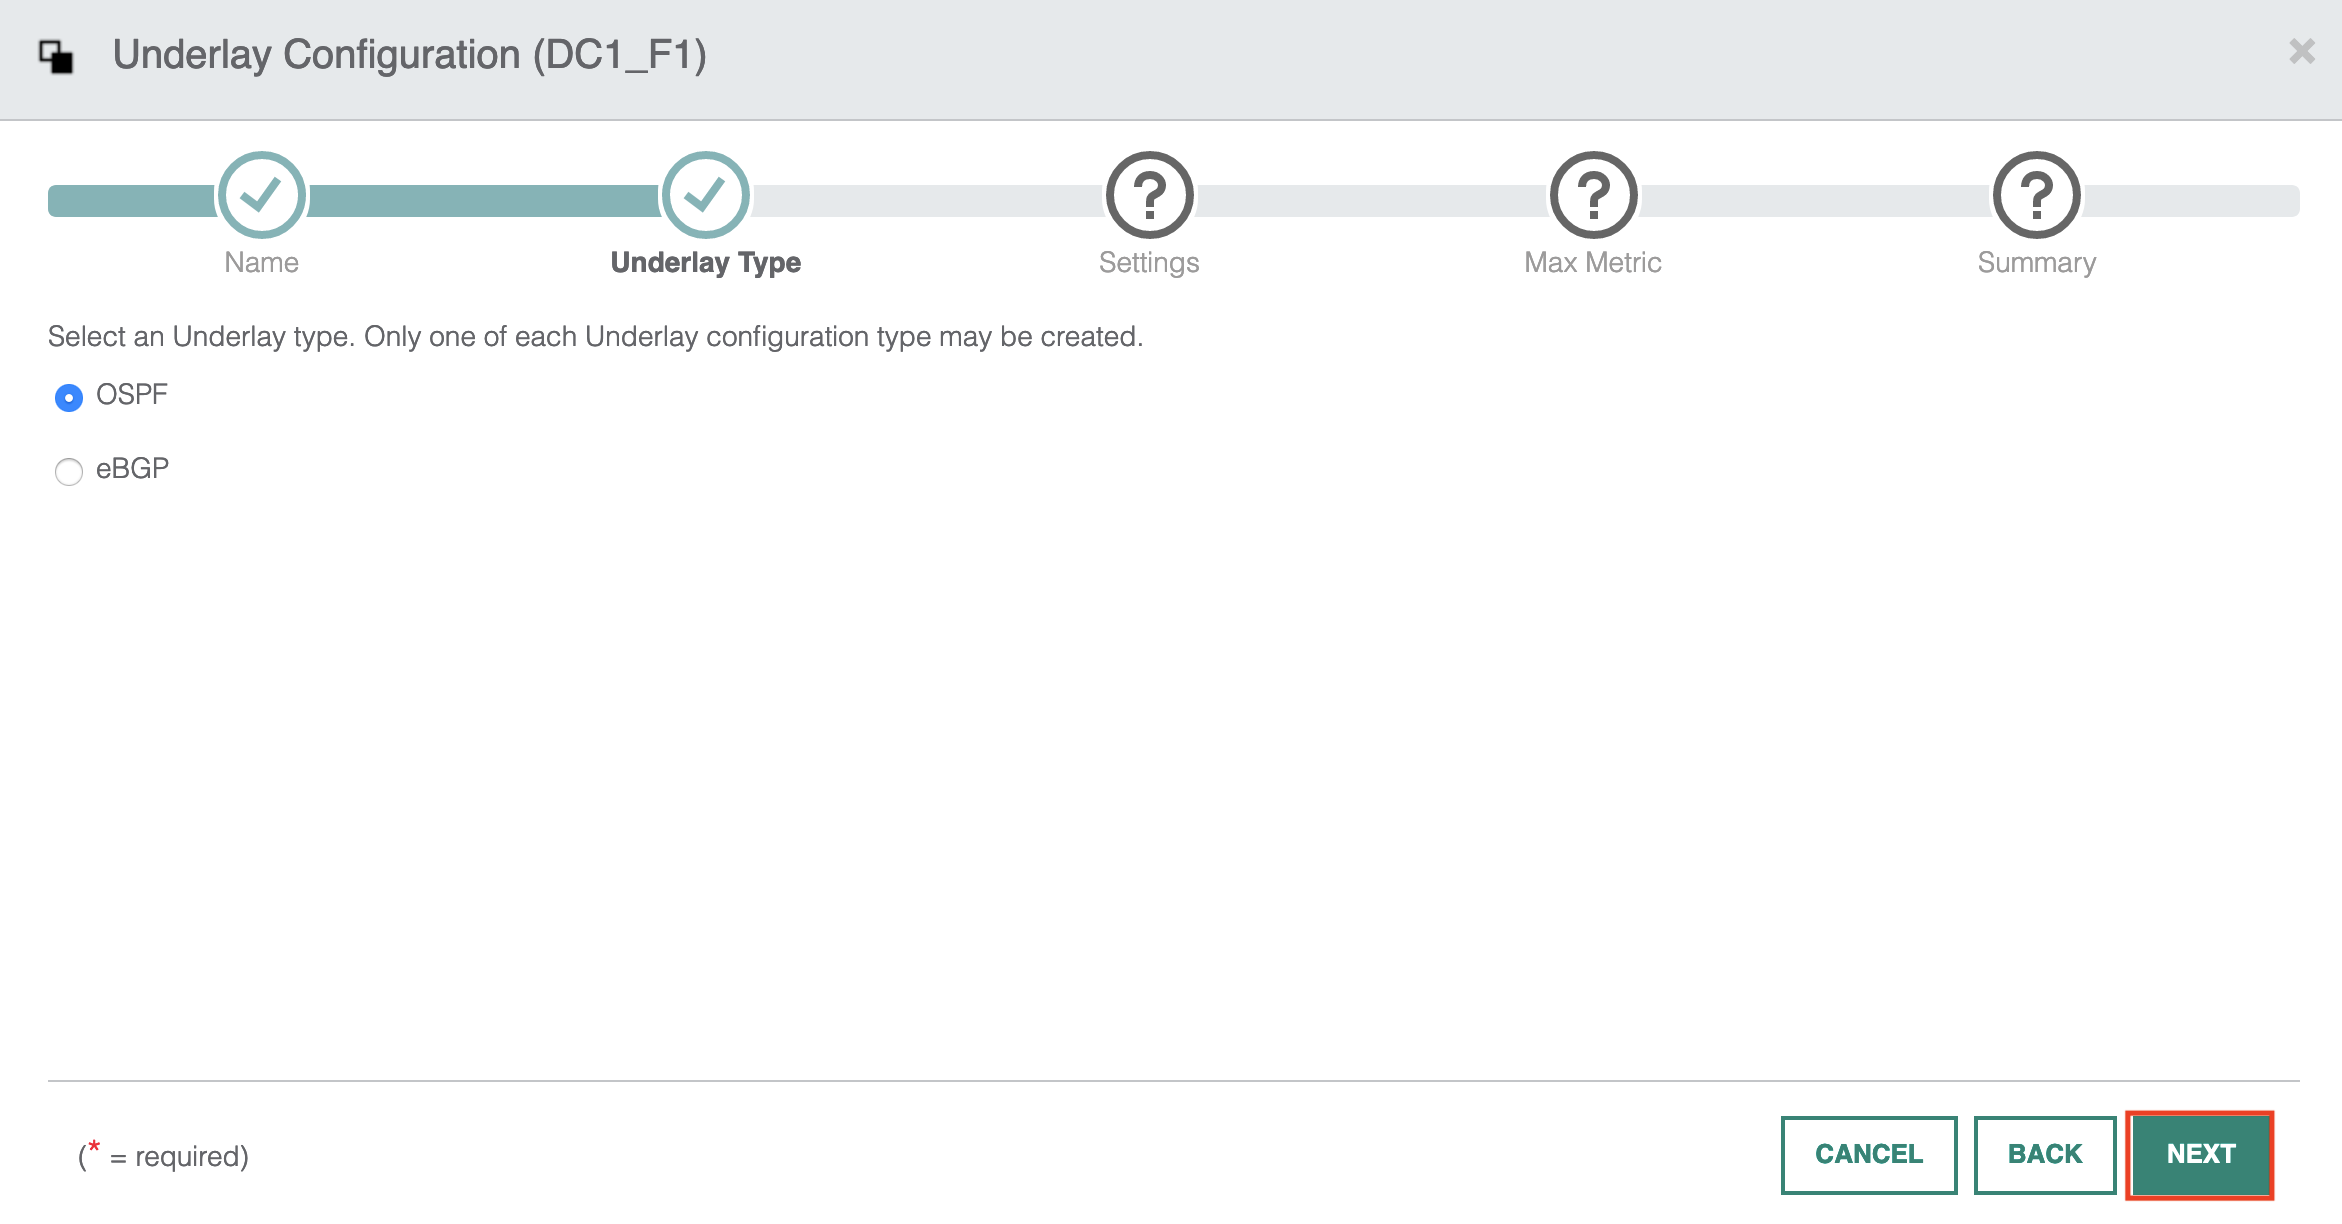 Underlay Configuration (DC1_F1)
Name
Underlay Type
Settings
Max Metric
Summary
Select an Underlay type. Only one of each Underlay configuration type may be created.
OSPF
eBGP
(* = required)
CANCEL
BACK
NEXT